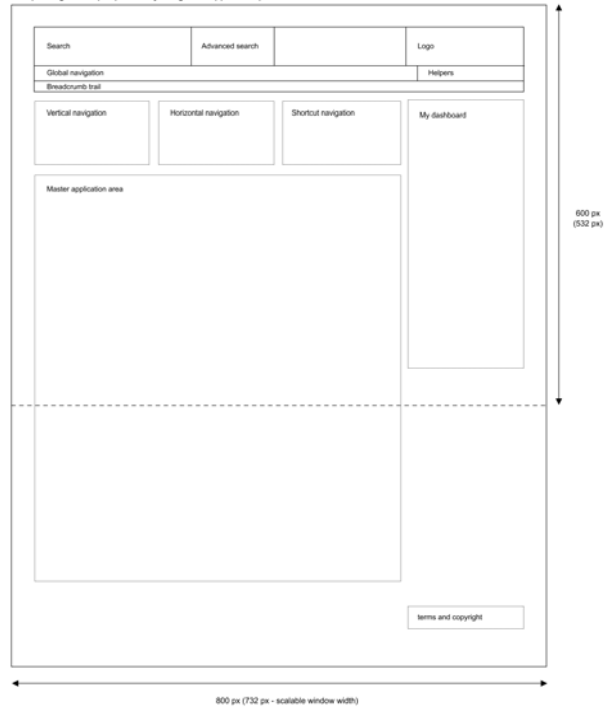 Search Advanced search Logo
Global navigation Helpers
Breadcrumb trail
Vertical navigation Horizontal navigation Shortcut navigation My dashboard
Master application area
600 px
(532 px)
terms and copyright
800 px (732 px - scalable window width)